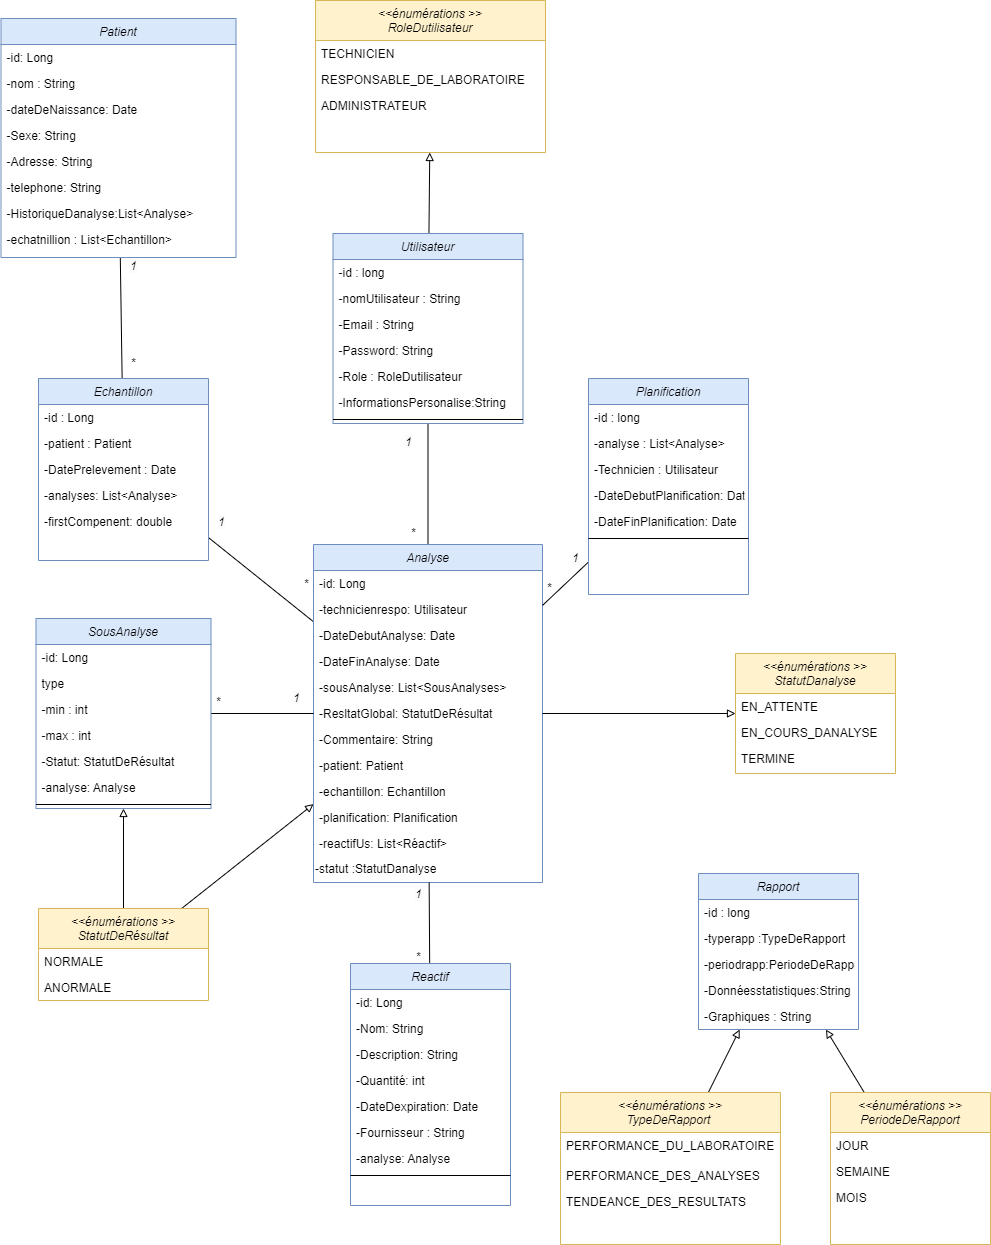 Patient
-id: Long
-nom : String
-dateDeNaissance: Date
-Sexe: String
-Adresse: String
-telephone: String
-HistoriqueDanalyse:List<Analyse>
-echatnillion : List<Echantillon>
1
*
<<énumérations >>
RoleDutilisateur
TECHNICIEN
RESPONSABLE_DE_LABORATOIRE
ADMINISTRATEUR
Utilisateur
-id : long
-nomUtilisateur : String
-Email : String
-Password: String
-Role : RoleDutilisateur
-InformationsPersonalise:String
1
*
Echantillon
-id : Long
-patient : Patient
-DatePrelevement : Date
-analyses: List<Analyse>
-firstCompenent: double
1
*
Planification
-id : long
-analyse : List<Analyse>
-Technicien : Utilisateur
-DateDebutPlanification: Dat
-DateFinPlanification: Date
1
*
Analyse
-id: Long
-technicienrespo: Utilisateur
-DateDebutAnalyse: Date
-DateFinAnalyse: Date
-sousAnalyse: List<SousAnalyses>
-ResltatGlobal: StatutDeRésultat
-Commentaire: String
-patient: Patient
-echantillon: Echantillon
-planification: Planification
-reactifUs: List<Réactif>
-statut :StatutDanalyse
SousAnalyse
-id: Long
type
-min : int
-max : int
-Statut: StatutDeRésultat
-analyse: Analyse
*
1
<<énumérations >>
StatutDanalyse
EN_ATTENTE
EN_COURS_DANALYSE
TERMINE
<<énumérations >>
StatutDeRésultat
NORMALE
ANORMALE
1
*
Reactif
-id: Long
-Nom: String
-Description: String
-Quantité: int
-DateDexpiration: Date
-Fournisseur : String
-analyse: Analyse
Rapport
-id : long
-typerapp :TypeDeRapport
-periodrapp:PeriodeDeRapp
-Donnéesstatistiques:String
-Graphiques : String
<<énumérations >>
TypeDeRapport
PERFORMANCE_DU_LABORATOIRE
PERFORMANCE_DES_ANALYSES
TENDEANCE_DES_RESULTATS
<<énumérations >>
PeriodeDeRapport
JOUR
SEMAINE
MOIS